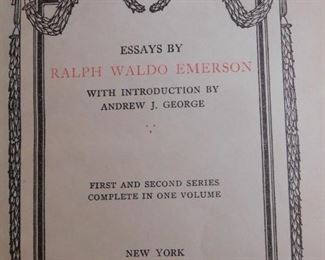 ESSAYS BY
RALPH WALDO EMERSON
WITH INTRODUCTION BY
ANDREW J. GEORGE
FIRST AND SECOND SERIES
COMPLETE IN ONE VOLUME
NEW YORK